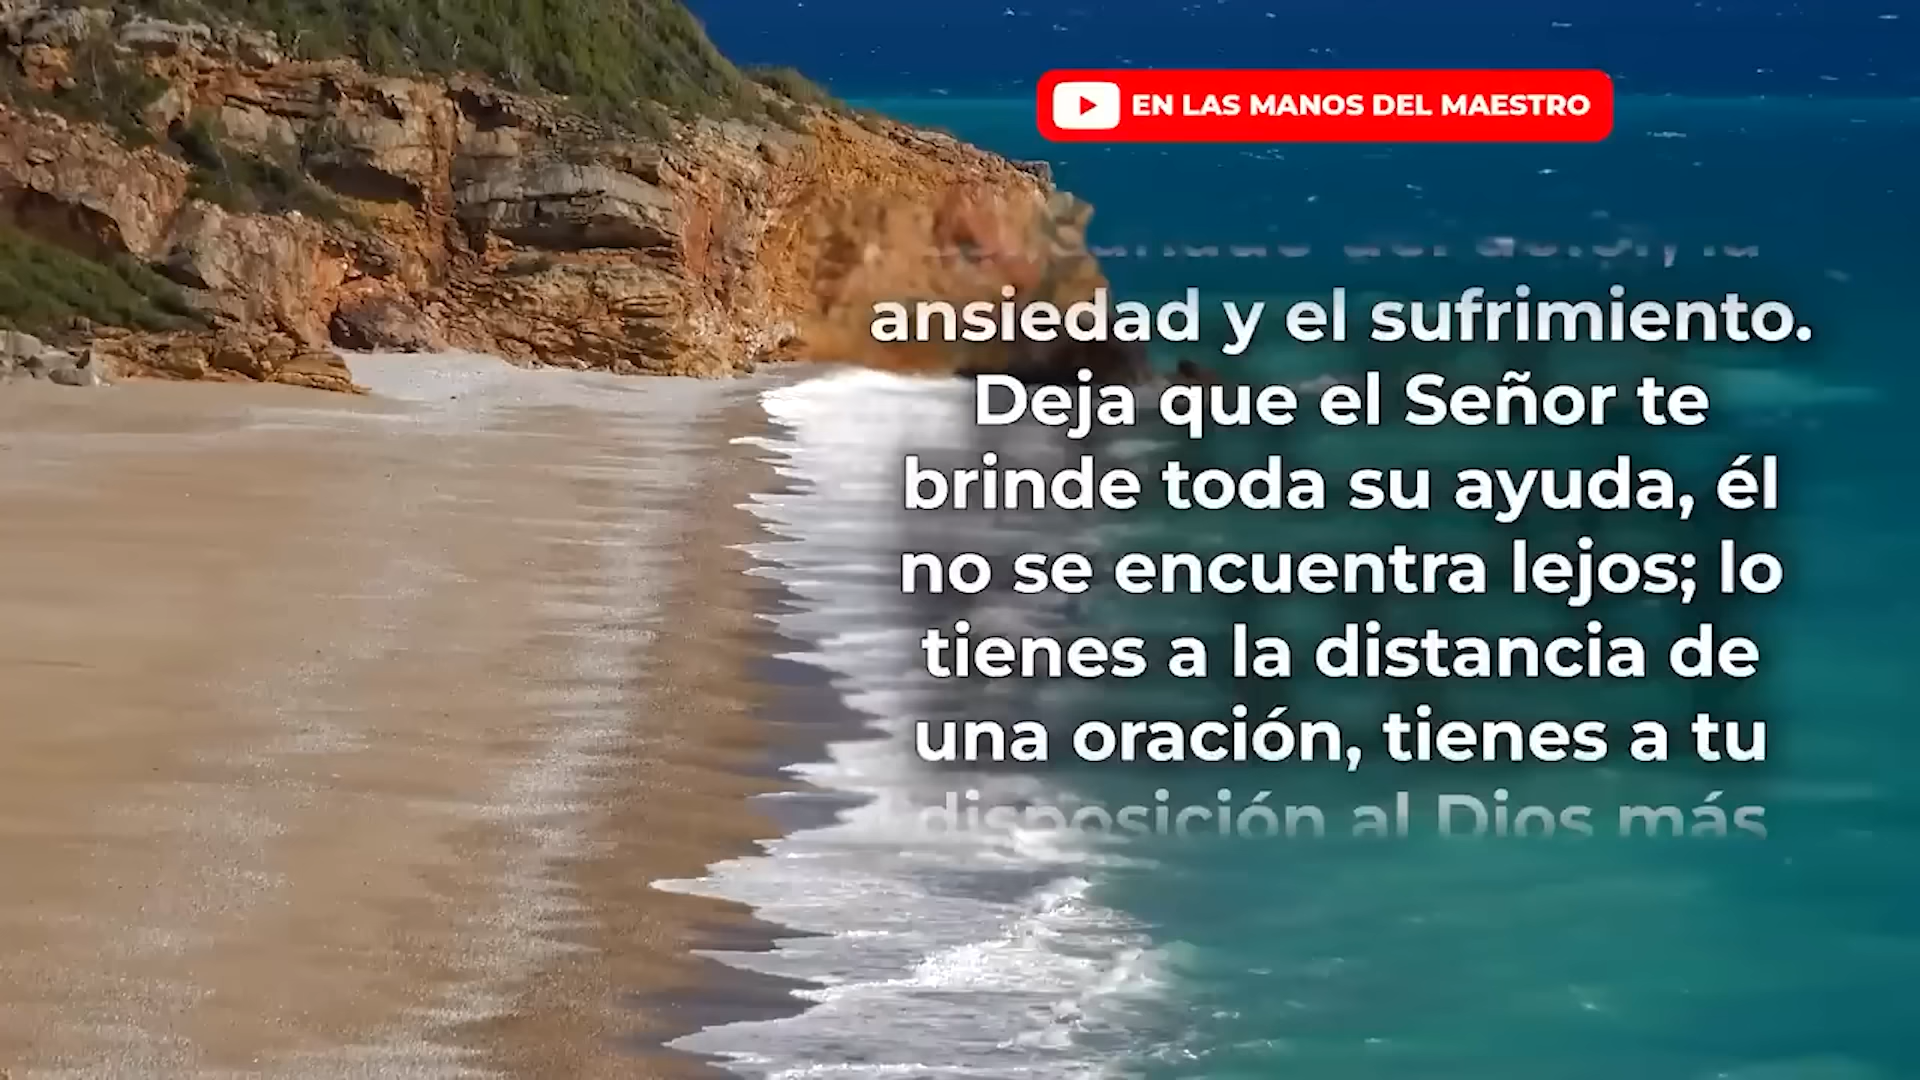 EN LAS MANOS DEL MAESTRO
ansiedad y el sufrimiento.
Deja que el Señor te
brinde toda su ayuda, él
no se encuentra lejos; lo
tienes a la distancia de
una oración, tienes a tu
disposición al Dios más